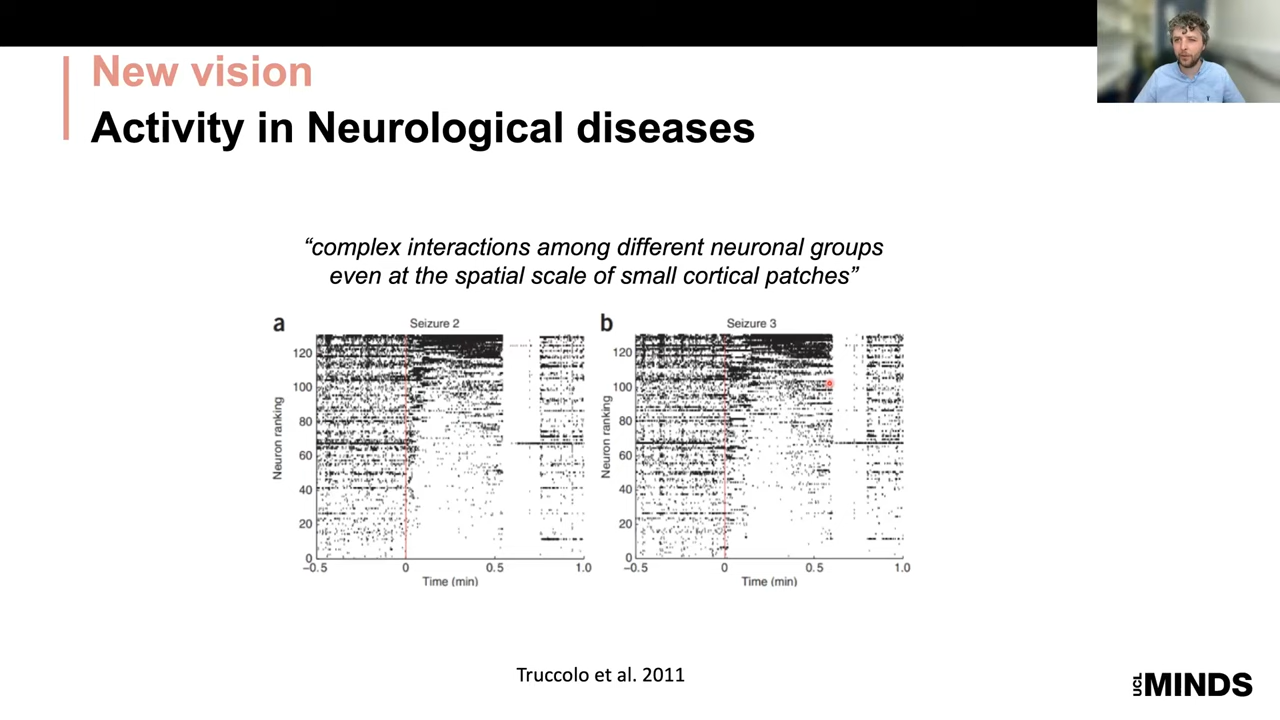 New vision
Activity in Neurological diseases
“complex interactions among different neuronal groups
even at the spatial scale of small cortical patches”
a
Seizure 2
120
100
80
60
40
20
0
Neuron ranking
−0.5 0 0.5 1.0
Time (min)
b
Seizure 3
120
100
80
60
40
20
0
Neuron ranking
−0.5 0 0.5 1.0
Time (min)
Truccolo et al. 2011
UCL MINDS